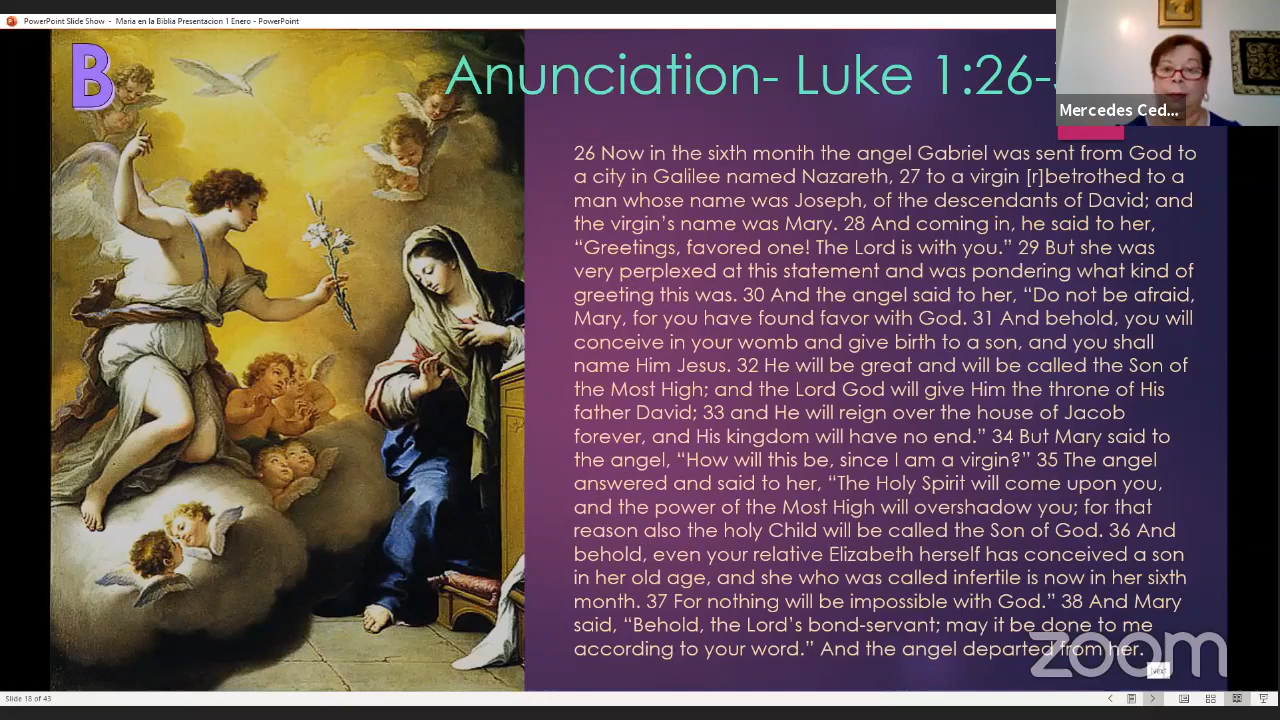 PowerPoint Slide Show - Maria en la Biblia Presentacion 1 Enero - PowerPoint
B
Anunciation- Luke 1:26-
Mercedes Ced...
26 Now in the sixth month the angel Gabriel was sent from God to
a city in Galilee named Nazareth, 27 to a virgin [r]betrothed to a
man whose name was Joseph, of the descendants of David; and
the virgin’s name was Mary. 28 And coming in, he said to her,
“Greetings, favored one! The Lord is with you.” 29 But she was
very perplexed at this statement and was pondering what kind of
greeting this was. 30 And the angel said to her, “Do not be afraid,
Mary, for you have found favor with God. 31 And behold, you will
conceive in your womb and give birth to a son, and you shall
name Him Jesus. 32 He will be great and will be called the Son of
the Most High; and the Lord God will give Him the throne of His
father David; 33 and He will reign over the house of Jacob
forever, and His kingdom will have no end.” 34 But Mary said to
the angel, “How will this be, since I am a virgin?” 35 The angel
answered and said to her, “The Holy Spirit will come upon you,
and the power of the Most High will overshadow you; for that
reason also the holy Child will be called the Son of God. 36 And
behold, even your relative Elizabeth herself has conceived a son
in her old age, and she who was called infertile is now in her sixth
month. 37 For nothing will be impossible with God.” 38 And Mary
said, “Behold, the Lord’s bond-servant; may it be done to me
according to your word.” And the angel departed from her.
zoom
Next
Slide 18 of 43